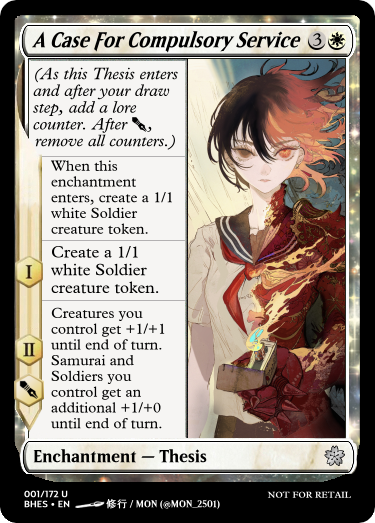 A Case For Compulsory Service 3
(As this Thesis enters
and after your draw
step, add a lore
counter. After ,
remove all counters.)
When this
enchantment
enters, create a 1/1
white Soldier
creature token.
I
Create a 1/1
white Soldier
creature token.
II
Creatures you
control get +1/+1
until end of turn.
Samurai and
Soldiers you
control get an
additional +1/+0
until end of turn.
Enchantment — Thesis
001/172 U
NOT FOR RETAIL
BHES • EN 修行 / MON (@MON_2501)